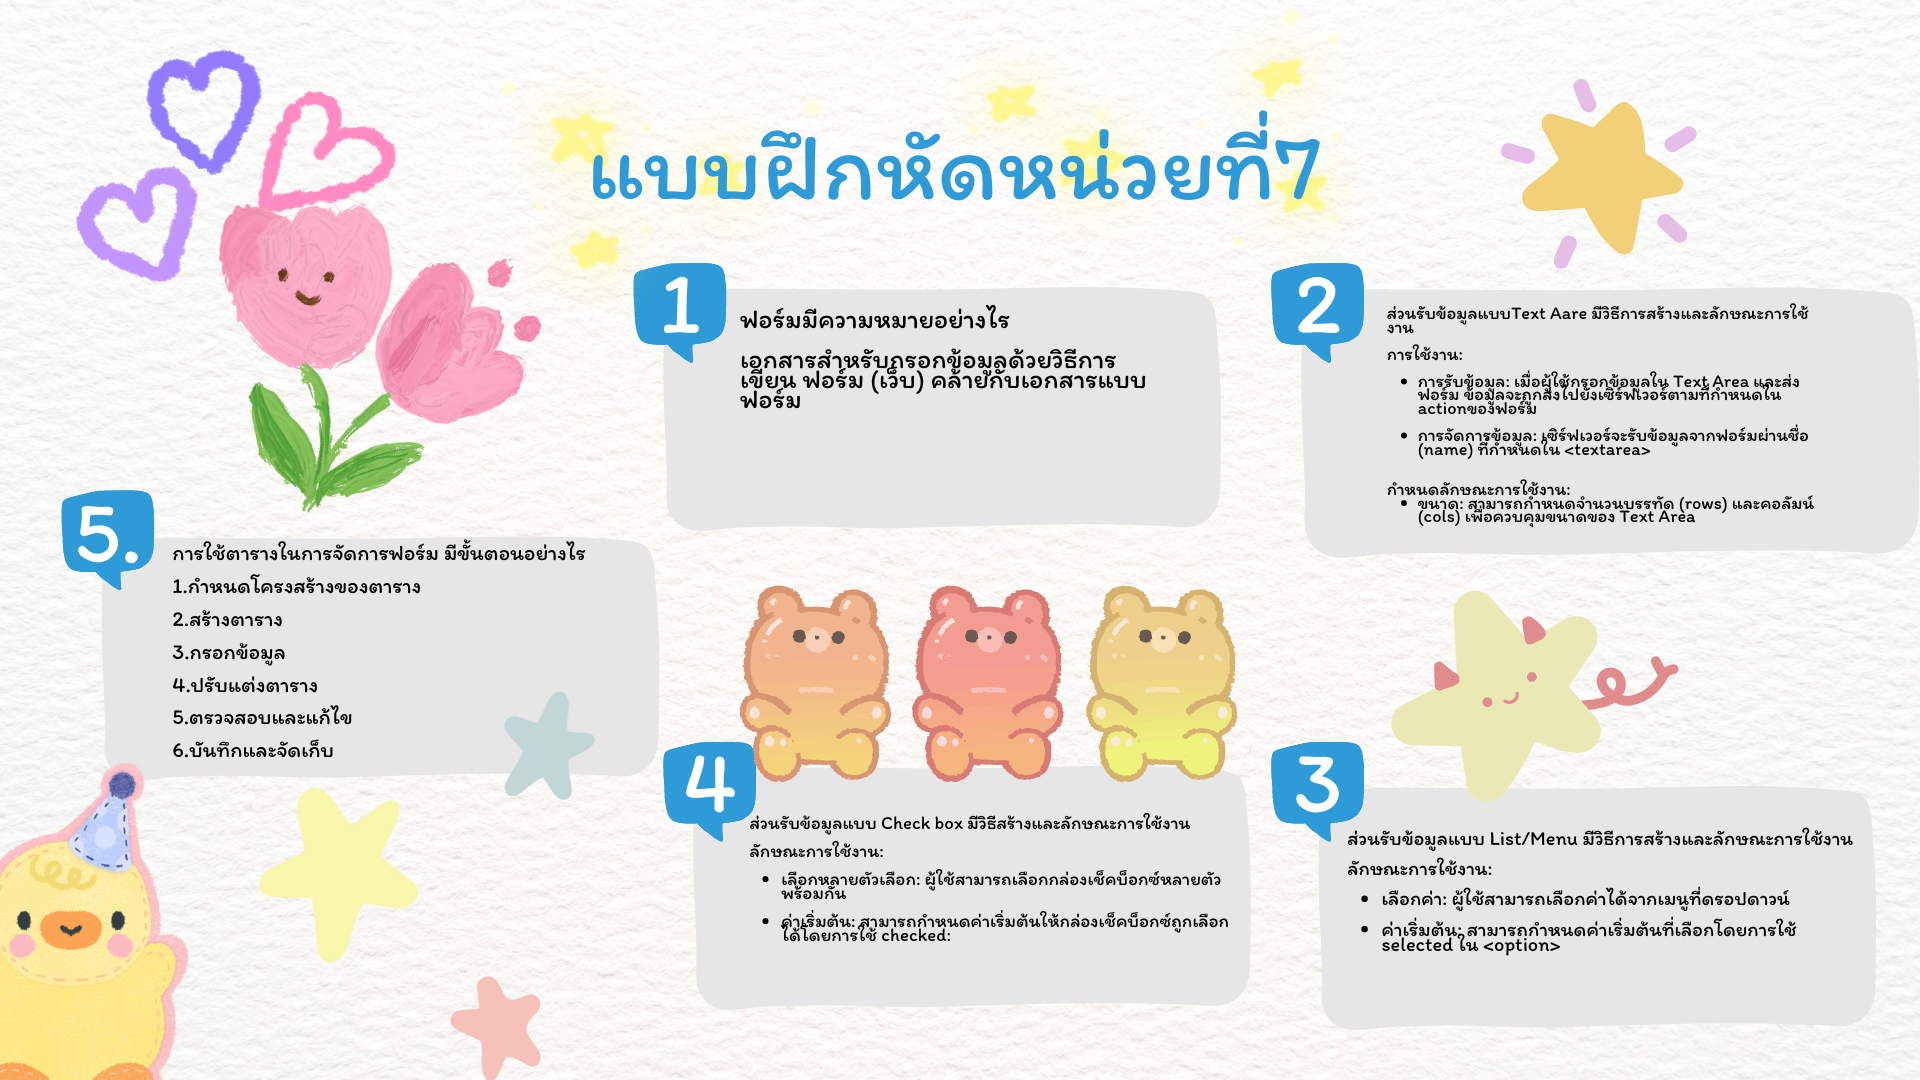 แบบฝึกหัดหน่วยที่7
1
ฟอร์มมีความหมายอย่างไร
เอกสารสำหรับกรอกข้อมูลด้วยวิธีการ
เขียน ฟอร์ม (เว็บ) คล้ายกับเอกสารแบบ
ฟอร์ม
2
ส่วนรับข้อมูลแบบText Aare มีวิธีการสร้างและลักษณะการใช้
งาน
การใช้งาน:
• การรับข้อมูล: เมื่อผู้ใช้กรอกข้อมูลใน Text Area และส่ง
ฟอร์ม ข้อมูลจะถูกส่งไปยังเซิร์ฟเวอร์ตามที่กำหนดใน
actionของฟอร์ม
• การจัดการข้อมูล: เซิร์ฟเวอร์จะรับข้อมูลจากฟอร์มผ่านชื่อ
(name) ที่กำหนดใน <textarea>
กำหนดลักษณะการใช้งาน:
• ขนาด: สามารถกำหนดจำนวนบรรทัด (rows) และคอลัมน์
(cols) เพื่อควบคุมขนาดของ Text Area
3
ส่วนรับข้อมูลแบบ List/Menu มีวิธีการสร้างและลักษณะการใช้งาน
ลักษณะการใช้งาน:
• เลือกค่า: ผู้ใช้สามารถเลือกค่าได้จากเมนูที่ดรอปดาวน์
• ค่าเริ่มต้น: สามารถกำหนดค่าเริ่มต้นที่เลือกโดยการใช้
selected ใน <option>
4
ส่วนรับข้อมูลแบบ Check box มีวิธีสร้างและลักษณะการใช้งาน
ลักษณะการใช้งาน:
• เลือกหลายตัวเลือก: ผู้ใช้สามารถเลือกกล่องเช็คบ็อกซ์หลายตัว
พร้อมกัน
• ค่าเริ่มต้น: สามารถกำหนดค่าเริ่มต้นให้กล่องเช็คบ็อกซ์ถูกเลือก
ได้โดยการใช้ checked:
5.
การใช้ตารางในการจัดการฟอร์ม มีขั้นตอนอย่างไร
1.กำหนดโครงสร้างของตาราง
2.สร้างตาราง
3.กรอกข้อมูล
4.ปรับแต่งตาราง
5.ตรวจสอบและแก้ไข
6.บันทึกและจัดเก็บ